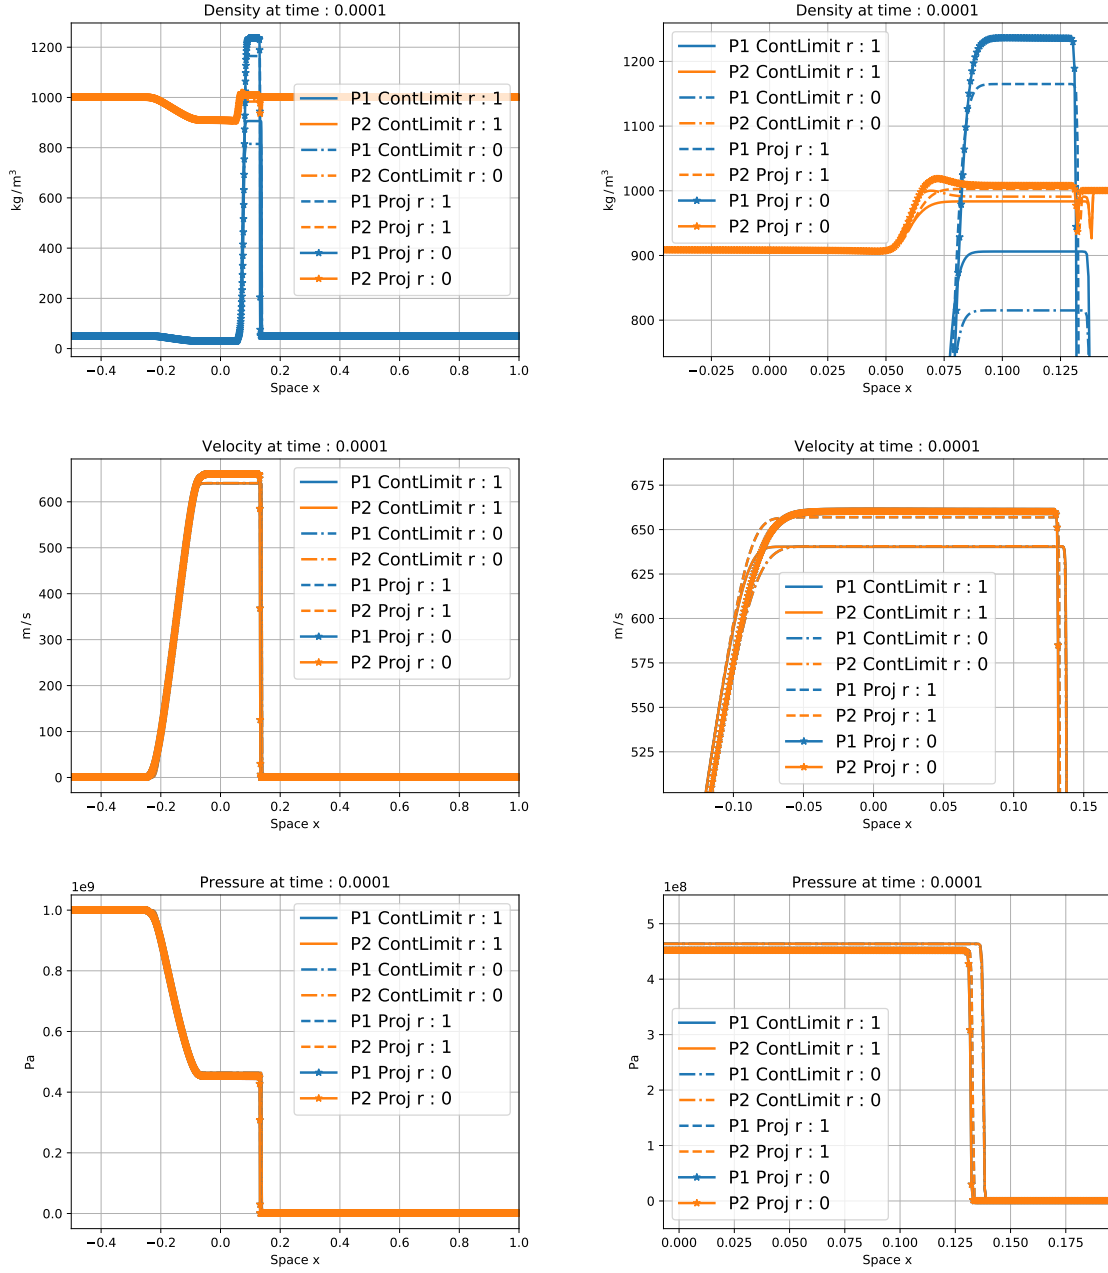 Density at time : 0.0001
kg/m³
1200
1000
800
600
400
200
0
P1 ContLimit r : 1
P2 ContLimit r : 1
P1 ContLimit r : 0
P2 ContLimit r : 0
P1 Proj r : 1
P2 Proj r : 1
P1 Proj r : 0
P2 Proj r : 0
−0.4 −0.2 0.0 0.2 0.4 0.6 0.8 1.0
Space x
Density at time : 0.0001
kg/m³
1200
1100
1000
900
800
P1 ContLimit r : 1
P2 ContLimit r : 1
P1 ContLimit r : 0
P2 ContLimit r : 0
P1 Proj r : 1
P2 Proj r : 1
P1 Proj r : 0
P2 Proj r : 0
−0.025 0.000 0.025 0.050 0.075 0.100 0.125
Space x
Velocity at time : 0.0001
m/s
600
500
400
300
200
100
0
P1 ContLimit r : 1
P2 ContLimit r : 1
P1 ContLimit r : 0
P2 ContLimit r : 0
P1 Proj r : 1
P2 Proj r : 1
P1 Proj r : 0
P2 Proj r : 0
−0.4 −0.2 0.0 0.2 0.4 0.6 0.8 1.0
Space x
Velocity at time : 0.0001
m/s
675
650
625
600
575
550
525
P1 ContLimit r : 1
P2 ContLimit r : 1
P1 ContLimit r : 0
P2 ContLimit r : 0
P1 Proj r : 1
P2 Proj r : 1
P1 Proj r : 0
P2 Proj r : 0
−0.10 −0.05 0.00 0.05 0.10 0.15
Space x
Pressure at time : 0.0001
1e9
Pa
1.0
0.8
0.6
0.4
0.2
0.0
P1 ContLimit r : 1
P2 ContLimit r : 1
P1 ContLimit r : 0
P2 ContLimit r : 0
P1 Proj r : 1
P2 Proj r : 1
P1 Proj r : 0
P2 Proj r : 0
−0.4 −0.2 0.0 0.2 0.4 0.6 0.8 1.0
Space x
Pressure at time : 0.0001
1e8
Pa
5
4
3
2
1
0
P1 ContLimit r : 1
P2 ContLimit r : 1
P1 ContLimit r : 0
P2 ContLimit r : 0
P1 Proj r : 1
P2 Proj r : 1
P1 Proj r : 0
P2 Proj r : 0
0.000 0.025 0.050 0.075 0.100 0.125 0.150 0.175
Space x